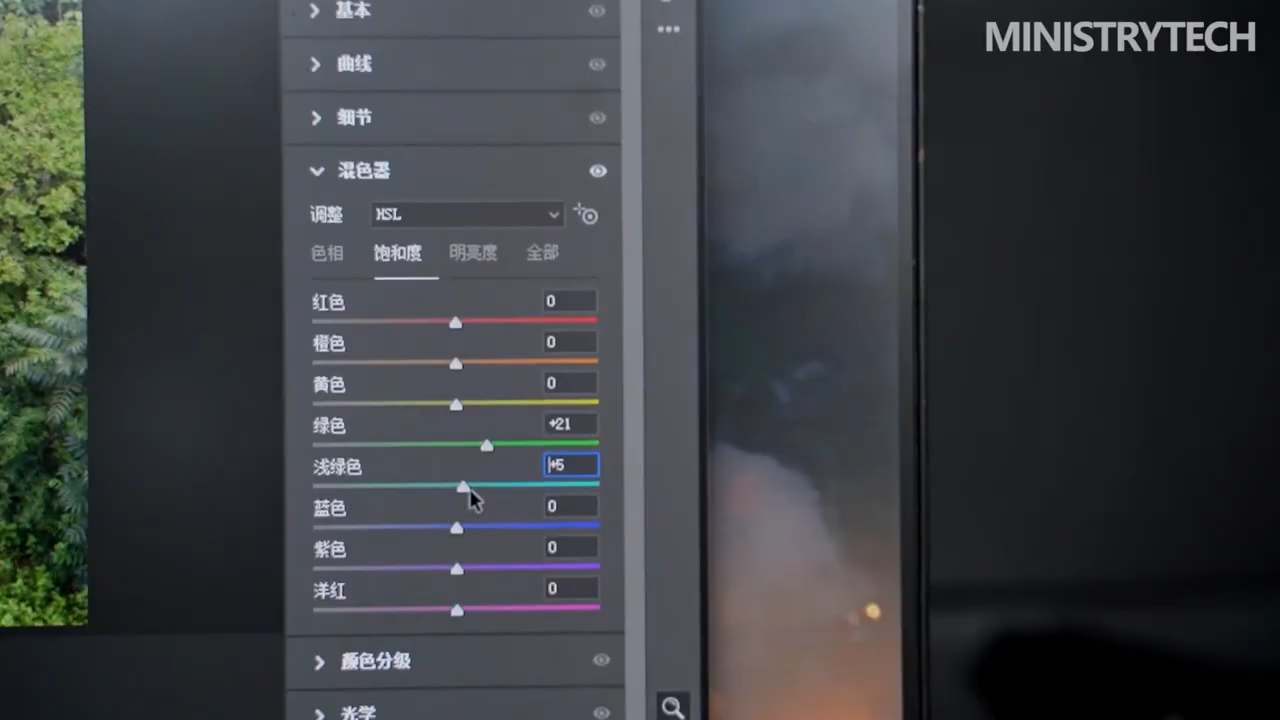 基本
MINISTRYTECH
曲线
细节
混色器
调整 HSL
色相 饱和度 明亮度 全部
红色 0
橙色 0
黄色 0
绿色 +21
浅绿色 +5
蓝色 0
紫色 0
洋红 0
颜色分级
光学